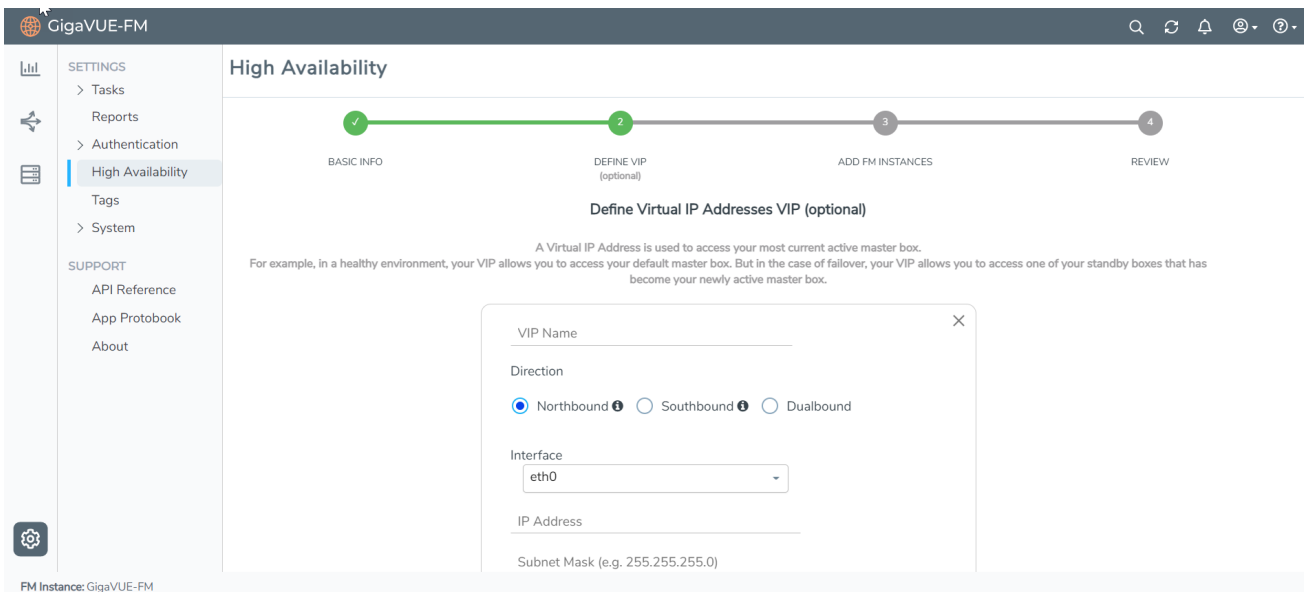 GigaVUE-FM
SETTINGS
Tasks
Reports
Authentication
High Availability
Tags
System
SUPPORT
API Reference
App Protobook
About
High Availability
✓
2
3
4
BASIC INFO
DEFINE VIP
(optional)
ADD FM INSTANCES
REVIEW
Define Virtual IP Addresses VIP (optional)
A Virtual IP Address is used to access your most current active master box.
For example, in a healthy environment, your VIP allows you to access your default master box. But in the case of failover, your VIP allows you to access one of your standby boxes that has
become your newly active master box.
VIP Name
Direction
Northbound Southbound Dualbound
Interface
eth0
IP Address
Subnet Mask (e.g. 255.255.255.0)
FM Instance: GigaVUE-FM